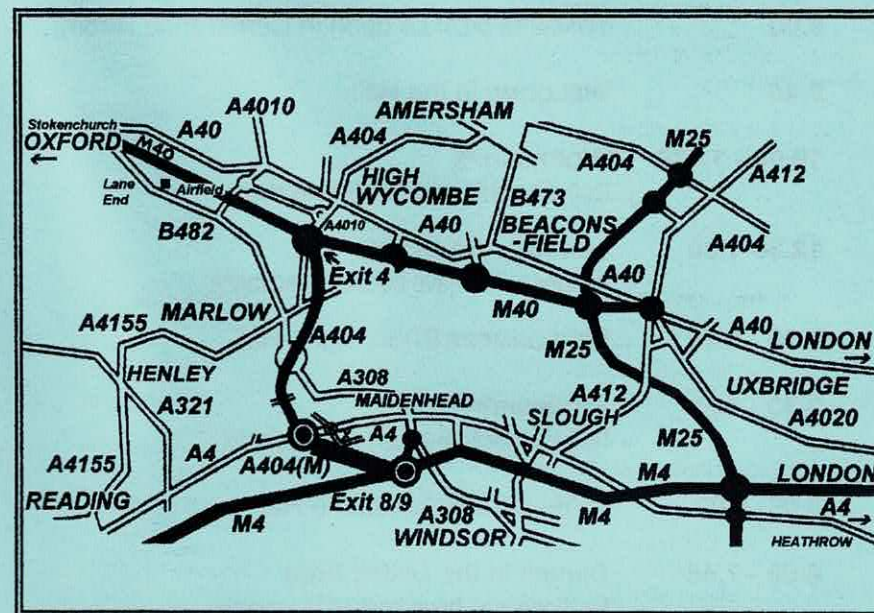 A4010
AMERSHAM
Stokenchurch
A40
A404
M25
OXFORD
M40
A404
A412
Lane
End
Airfield
HIGH
WYCOMBE
B473
BEACONS
-FIELD
B482
A4010
A40
A404
Exit 4
A40
MARLOW
M40
A4155
A404
M25
A40
LONDON
HENLEY
A308
A412
UXBRIDGE
MAIDENHEAD
A321
SLOUGH
A4020
A4
A4
M25
A4155
A404(M)
M4
LONDON
READING
Exit 8/9
A308
M4
A4
M4
WINDSOR
HEATHROW